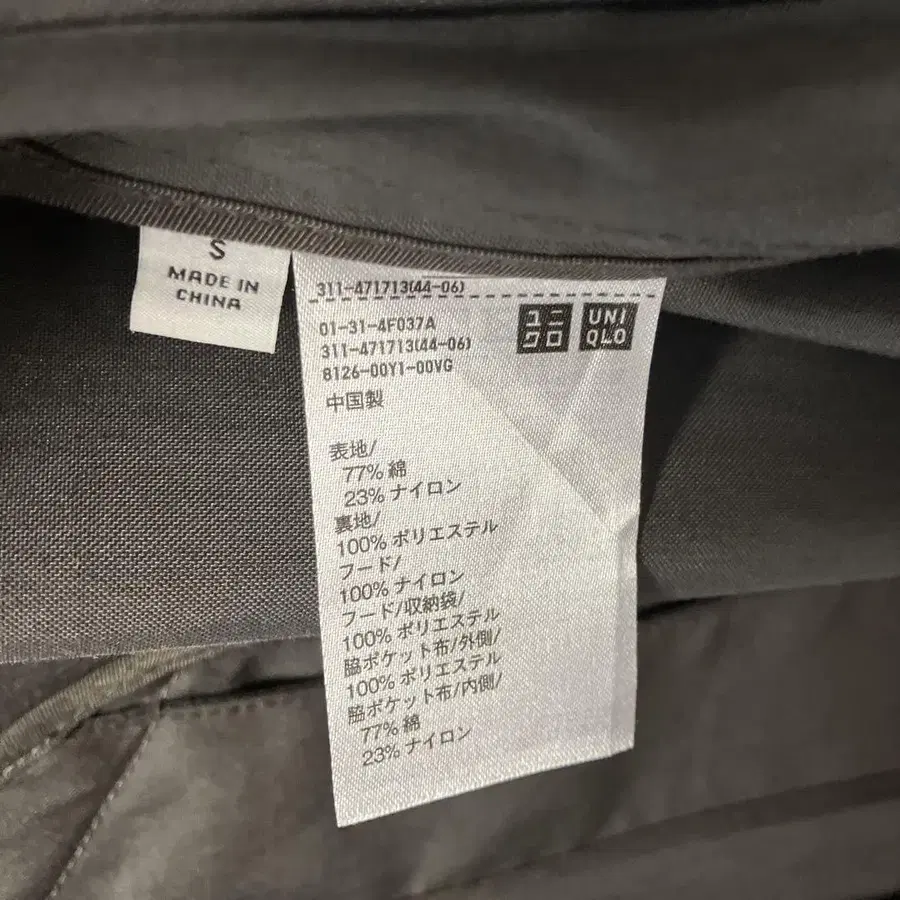 S
MADE IN
CHINA
311-471713(44-06)
01-31-4F037A
311-471713(44-06)
8126-00Y1-00VG
ユニ
クロ
UNI
QLO
中国製
表地/
77% 綿
23% ナイロン
裏地/
100% ポリエステル
フード/
100% ナイロン
フード/収納袋/
100% ポリエステル
脇ポケット布/外側/
100% ポリエステル
脇ポケット布/内側/
77% 綿
23% ナイロン